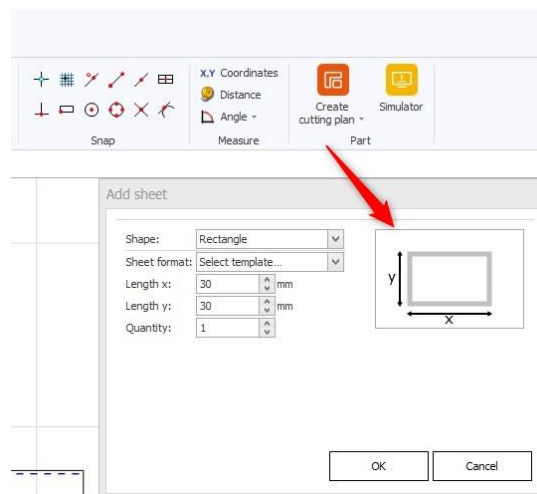 X,Y Coordinates
Distance
Angle
Create
cutting plan
Simulator
Snap
Measure
Part
Add sheet
Shape: Rectangle
Sheet format: Select template...
Length x: 30 mm
Length y: 30 mm
Quantity: 1
y
x
OK
Cancel